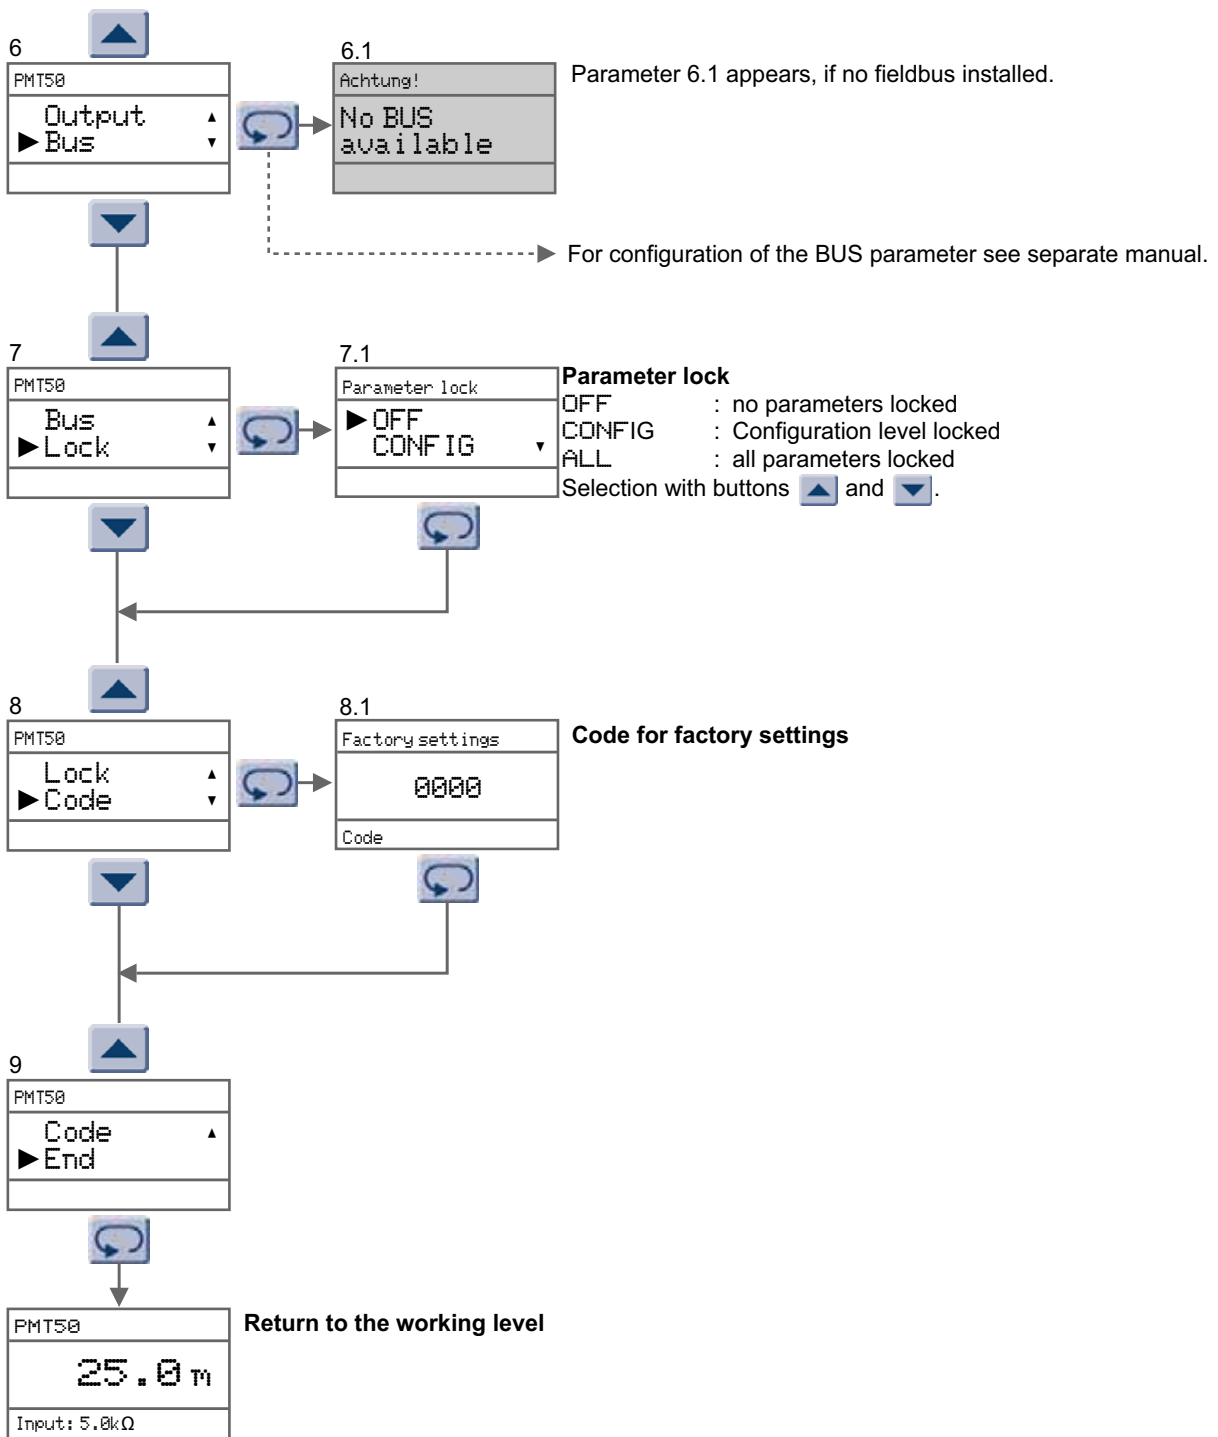 6
PMT50
Output
Bus
6.1
Achtung!
No BUS
available
Parameter 6.1 appears, if no fieldbus installed.
For configuration of the BUS parameter see separate manual.
7
PMT50
Bus
Lock
7.1
Parameter lock
OFF
CONFIG
Parameter lock
OFF : no parameters locked
CONFIG : Configuration level locked
ALL : all parameters locked
Selection with buttons and .
8
PMT50
Lock
Code
8.1
Factory settings
0000
Code
Code for factory settings
9
PMT50
Code
End
PMT50
25.0 m
Input: 5.0kΩ
Return to the working level